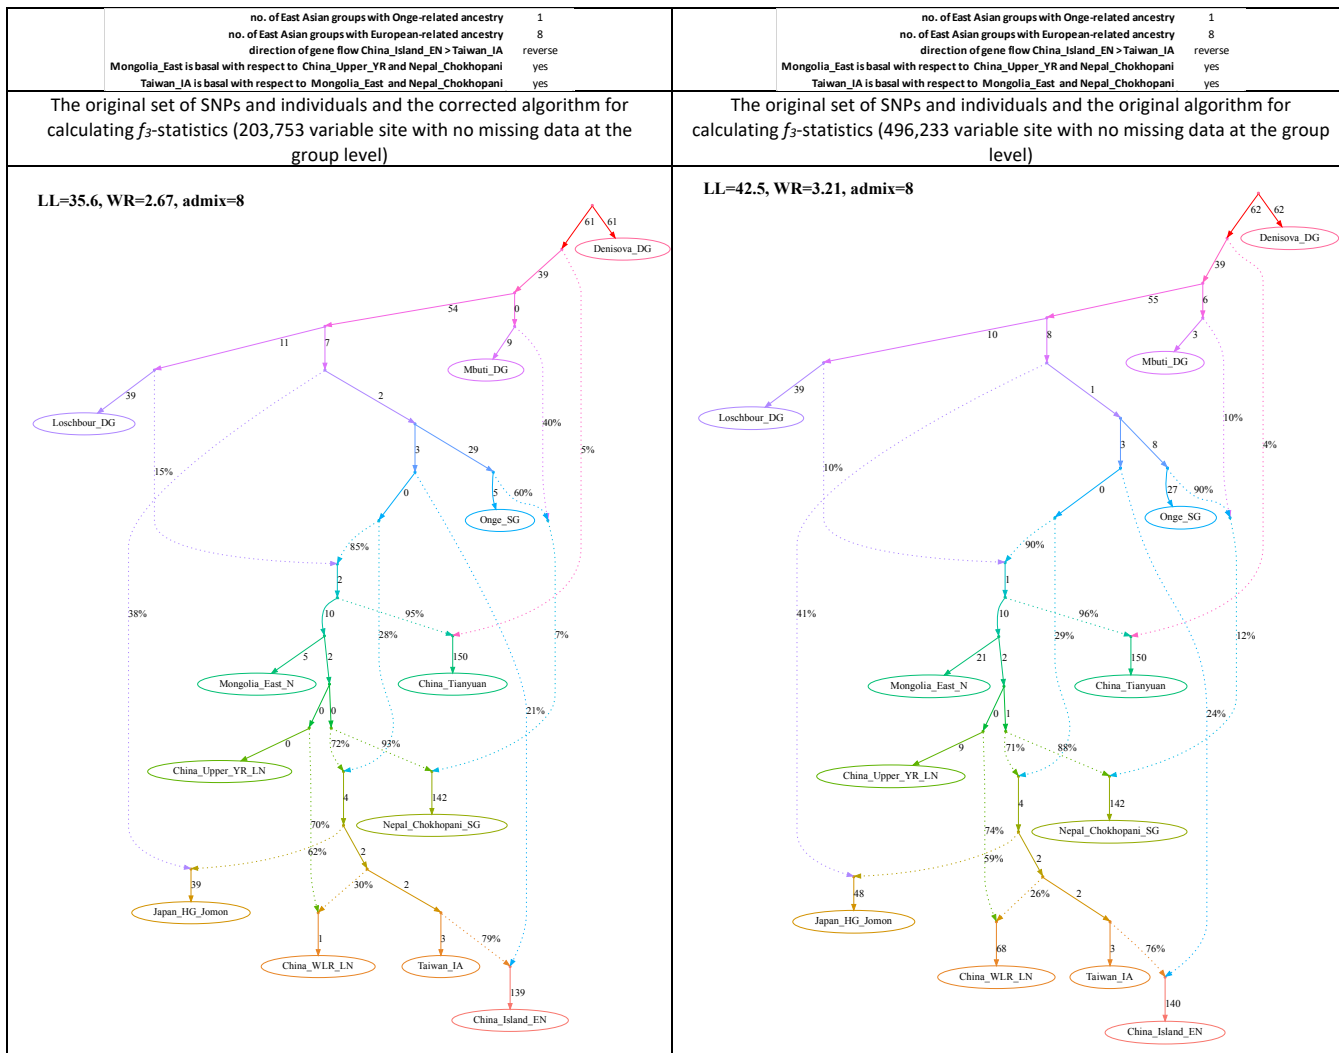 no. of East Asian groups with Onge-related ancestry 1
no. of East Asian groups with European-related ancestry 8
direction of gene flow China_Island_EN > Taiwan_IA reverse
Mongolia_East is basal with respect to China_Upper_YR and Nepal_Chokhopani yes
Taiwan_IA is basal with respect to Mongolia_East and Nepal_Chokhopani yes
The original set of SNPs and individuals and the corrected algorithm for
calculating f3-statistics (203,753 variable site with no missing data at the
group level)
LL=35.6, WR=2.67, admix=8
61 61
Denisova_DG
39
54 0
11 7 9
Mbuti_DG
39 2
Loschbour_DG
40%
3 29 5%
15%
0 5 60%
Onge_SG
85%
2
10 95%
38% 28% 7%
5 2 150
Mongolia_East_N China_Tianyuan
0 0 21%
0 72% 93%
China_Upper_YR_LN
4 142
70% Nepal_Chokhopani_SG
62% 2
39 30% 2
Japan_HG_Jomon
79%
1 3
China_WLR_LN Taiwan_IA
139
China_Island_EN
no. of East Asian groups with Onge-related ancestry 1
no. of East Asian groups with European-related ancestry 8
direction of gene flow China_Island_EN > Taiwan_IA reverse
Mongolia_East is basal with respect to China_Upper_YR and Nepal_Chokhopani yes
Taiwan_IA is basal with respect to Mongolia_East and Nepal_Chokhopani yes
The original set of SNPs and individuals and the original algorithm for
calculating f3-statistics (496,233 variable site with no missing data at the group
level)
LL=42.5, WR=3.21, admix=8
62 62
Denisova_DG
39
55 6
10 8 3
Mbuti_DG
39 1
Loschbour_DG
10%
3 8 4%
10%
0 27 90%
Onge_SG
90%
1
10 96%
41% 29% 12%
21 2 150
Mongolia_East_N China_Tianyuan
0 1 24%
9 71% 88%
China_Upper_YR_LN
4 142
74% Nepal_Chokhopani_SG
59% 2
48 26% 2
Japan_HG_Jomon
76%
68 3
China_WLR_LN Taiwan_IA
140
China_Island_EN